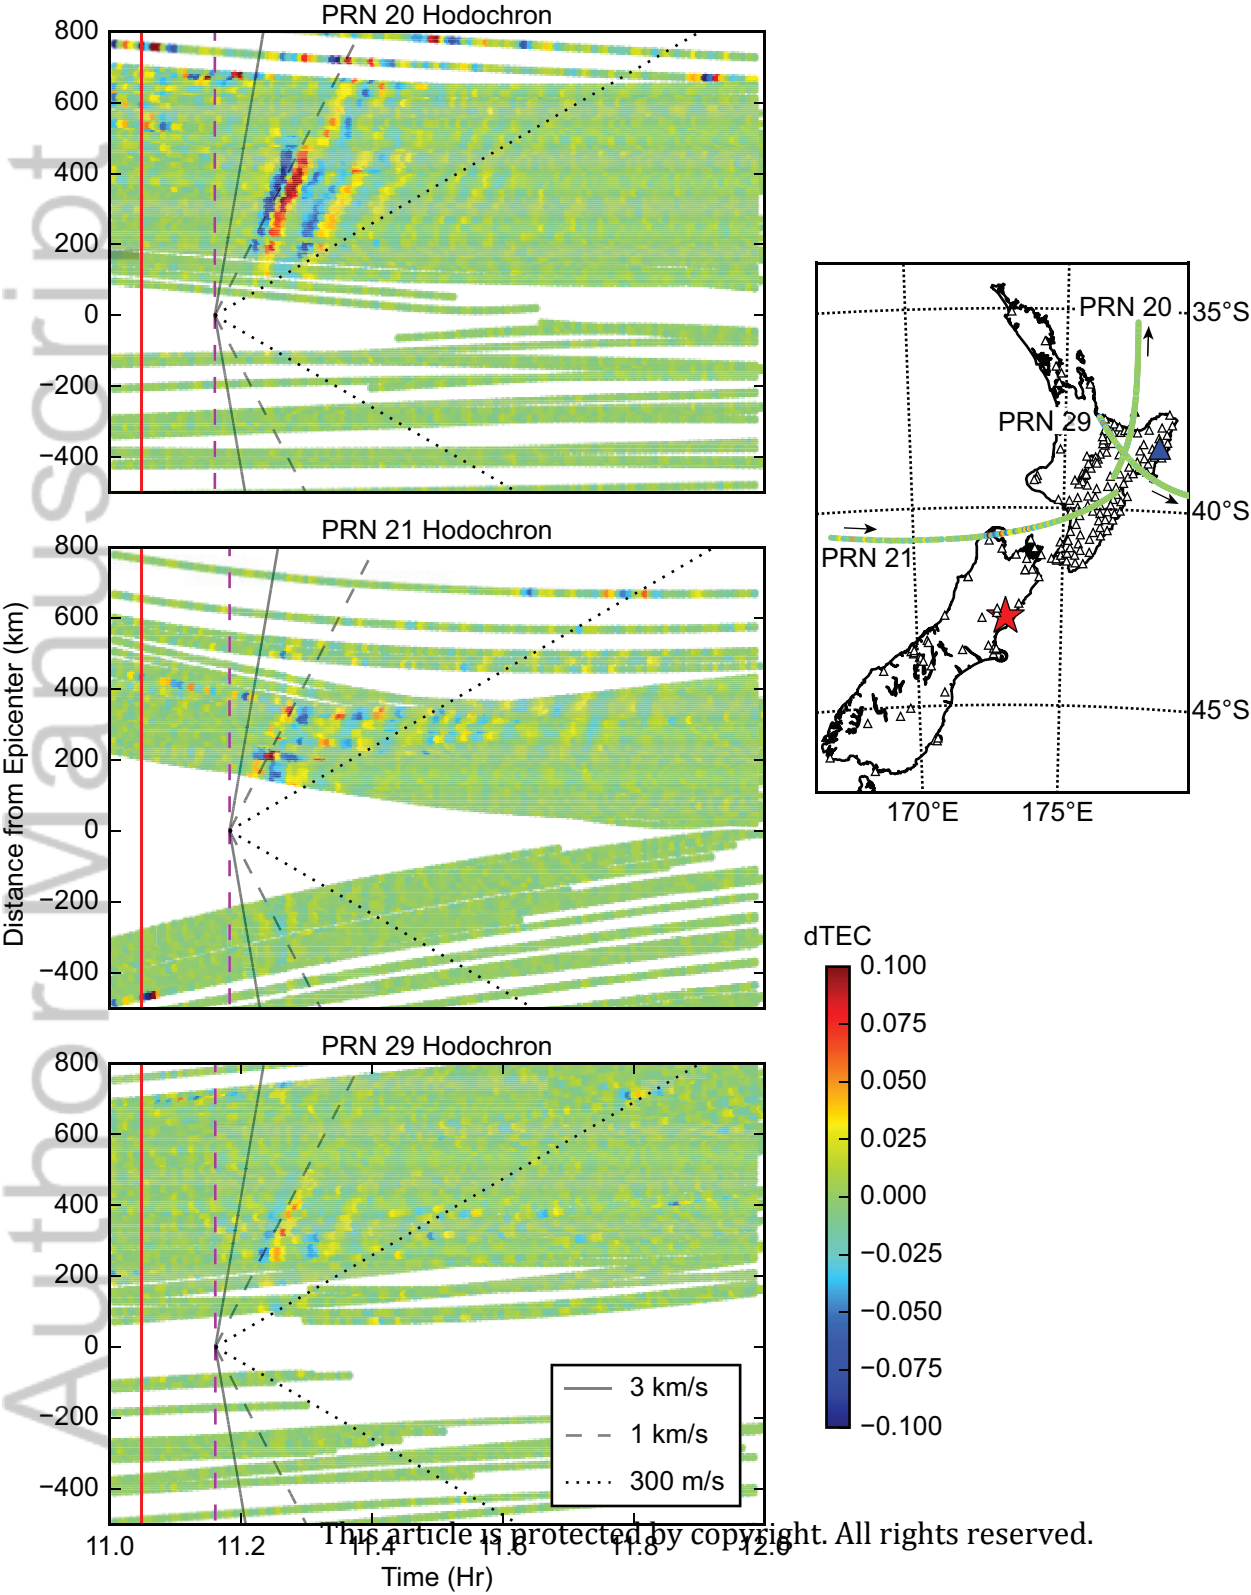 PRN 20 Hodochron
800
600
400
200
0
−200
−400
PRN 21 Hodochron
800
600
400
200
0
−200
−400
Distance from Epicenter (km)
PRN 29 Hodochron
800
600
400
200
0
−200
−400
3 km/s
1 km/s
300 m/s
11.0
11.2
11.4
11.6
11.8
12.0
Time (Hr)
PRN 20
PRN 29
PRN 21
35°S
40°S
45°S
170°E
175°E
dTEC
0.100
0.075
0.050
0.025
0.000
−0.025
−0.050
−0.075
−0.100
Author Manuscript
This article is protected by copyright. All rights reserved.